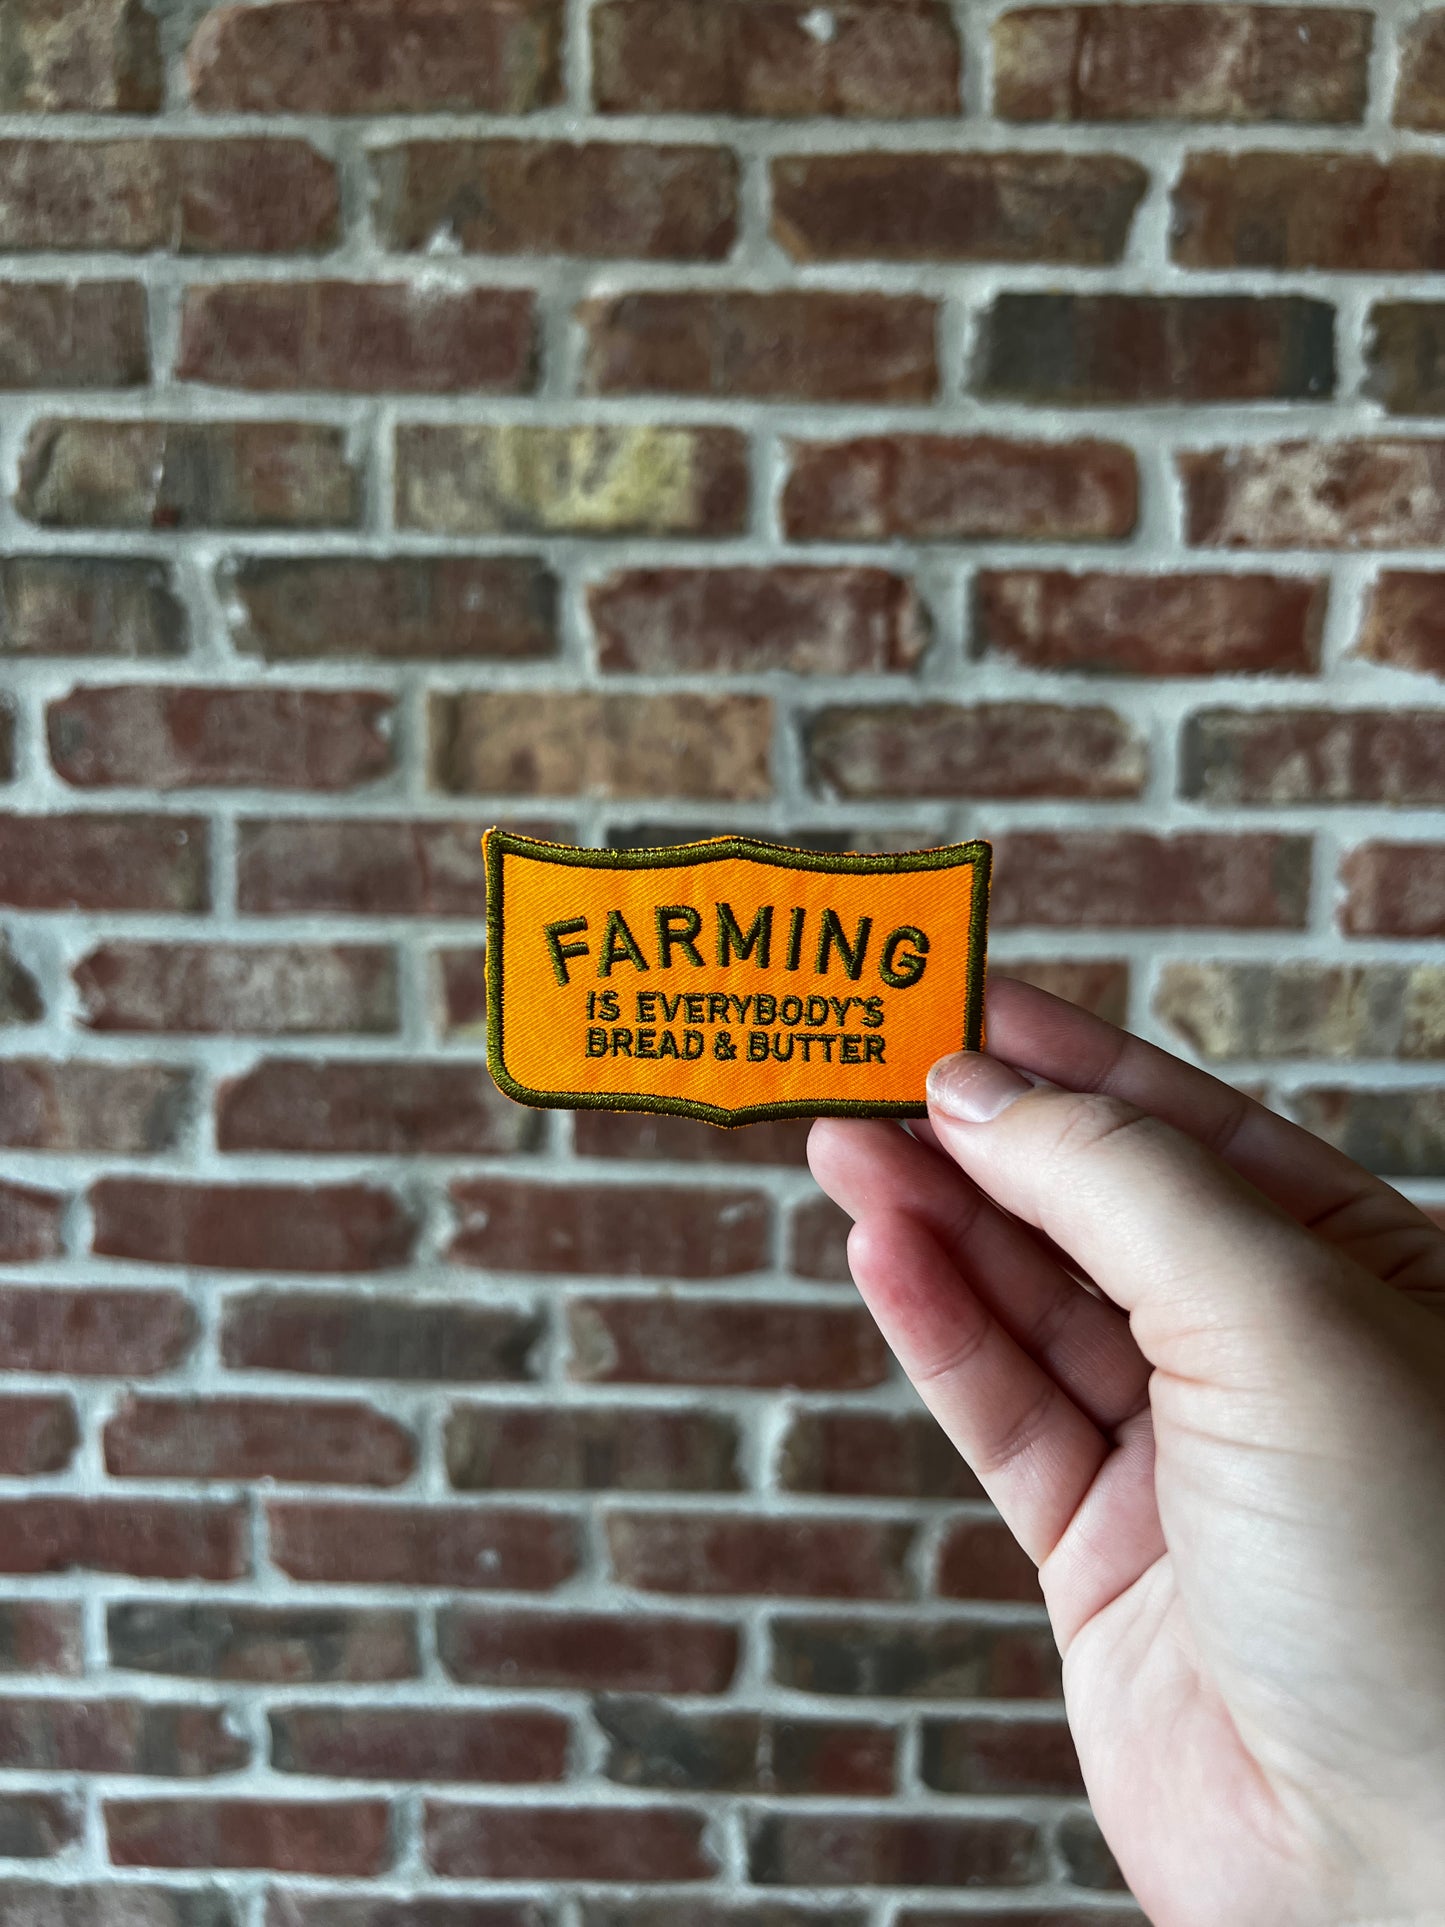 FARMING
IS EVERYBODY'S
BREAD & BUTTER